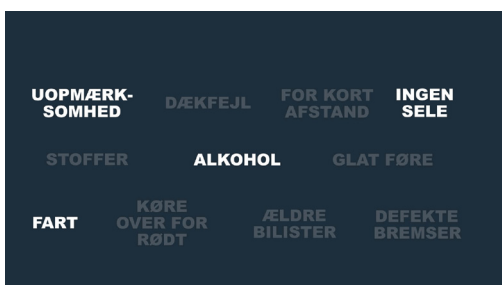 UOPMÆRK-
SOMHED
DÆKFEJL
FOR KORT
AFSTAND
INGEN
SELE
STOFFER
ALKOHOL
GLAT FØRE
FART
KØRE
OVER FOR
RØDT
ÆLDRE
BILISTER
DEFEKTE
BREMSER